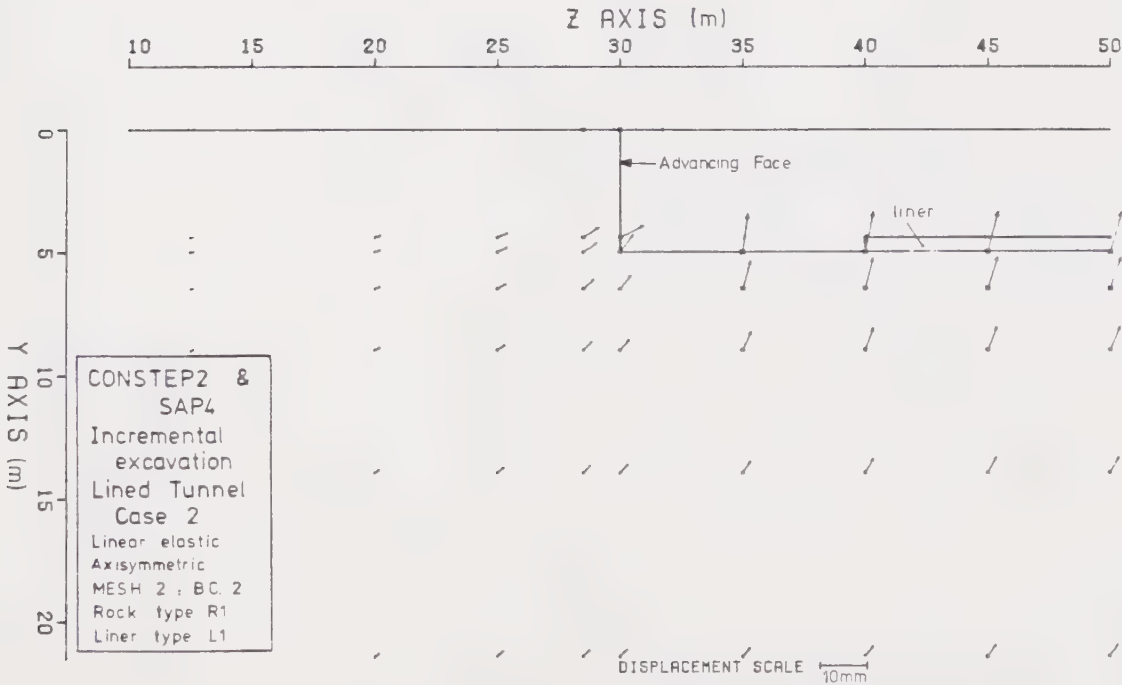 Z AXIS (m)
10 15 20 25 30 35 40 45 50
0
5
10
15
20
Y AXIS (m)
Advancing Face
liner
CONSTEP2 &
SAP4
Incremental
excavation
Lined Tunnel
Case 2
Linear elastic
Axisymmetric
MESH 2 : BC. 2
Rock type R1
Liner type L1
DISPLACEMENT SCALE
10mm